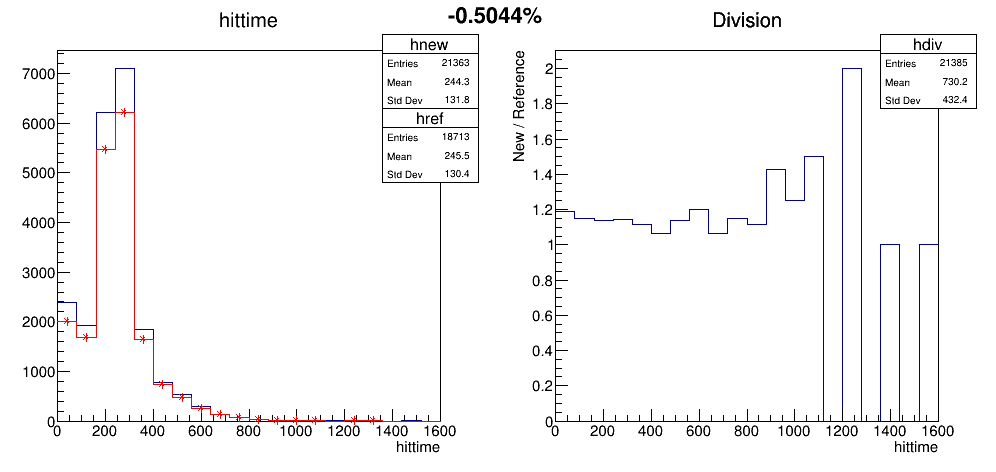 -0.5044%
hittime
hnew
Entries 21363
Mean 244.3
Std Dev 131.8
href
Entries 18713
Mean 245.5
Std Dev 130.4
7000
6000
5000
4000
3000
2000
1000
0
0 200 400 600 800 1000 1200 1400 1600
hittime
Division
hdiv
Entries 21385
Mean 730.2
Std Dev 432.4
New / Reference
2
1.8
1.6
1.4
1.2
1
0.8
0.6
0.4
0.2
0
0 200 400 600 800 1000 1200 1400 1600
hittime